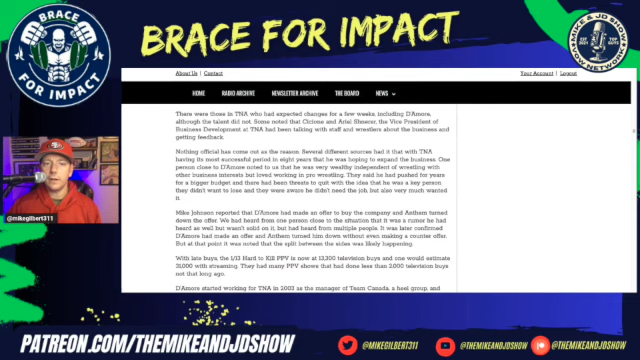 BRACE FOR IMPACT
BRACE
FOR IMPACT
MIKE & JD SHOW
VOW NETWORK
EST
2017
TOP
GUYS
About Us | Contact
Your Account | Logout
HOME
RADIO ARCHIVE
NEWSLETTER ARCHIVE
THE BOARD
NEWS
There were those in TNA who had expected changes for a few weeks, including D'Amore,
although the talent did not. Some noted that Cicione and Ariel Shnerer, the Vice President of
Business Development at TNA had been talking with staff and wrestlers about the business and
getting feedback.
Nothing official has come out as the reason. Several different sources had it that with TNA
having its most successful period in eight years that he was hoping to expand the business. One
person close to D'Amore noted to us that he was very wealthy independent of wrestling with
other business interests but loved working in pro wrestling. They said he had pushed for years
for a bigger budget and there had been threats to quit with the idea that he was a key person
they didn't want to lose and they were aware he didn't need the job, but also very much wanted
it.
Mike Johnson reported that D'Amore had made an offer to buy the company and Anthem turned
down the offer. We had heard from one person close to the situation that it was a rumor he had
heard as well but wasn't sold on it, but had heard from multiple people. It was later confirmed
D'Amore had made an offer and Anthem turned him down without even making a counter offer.
But at that point it was noted that the split between the sides was likely happening.
With late buys, the 1/13 Hard to Kill PPV is now at 13,300 television buys and one would estimate
31,000 with streaming. They had many PPV shows that had done less than 2,000 television buys
not that long ago.
D'Amore started working for TNA in 2003 as the manager of Team Canada, a heel group, and
@mikegilbert311
PATREON.COM/THEMIKEANDJDSHOW
@MIKEGILBERT311
@THEMIKEANDJDSHOW
@THEMIKEANDJDSHOW